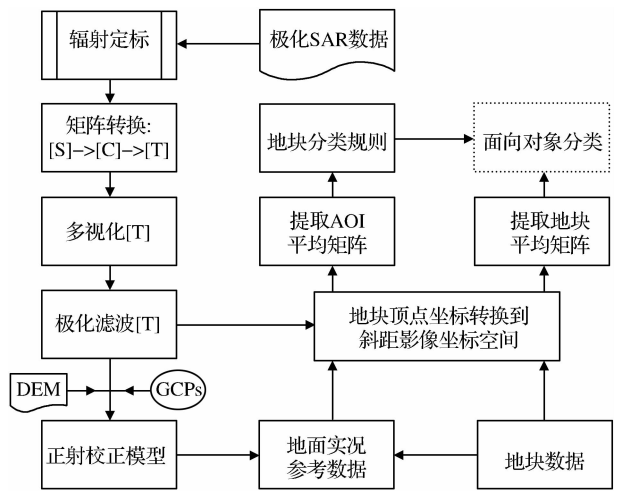 辐射定标
极化SAR数据
矩阵转换:
[S]->[C]->[T]
地块分类规则
面向对象分类
多视化[T]
提取AOI
平均矩阵
提取地块
平均矩阵
极化滤波[T]
地块顶点坐标转换到
斜距影像坐标空间
DEM
GCPs
正射校正模型
地面实况
参考数据
地块数据